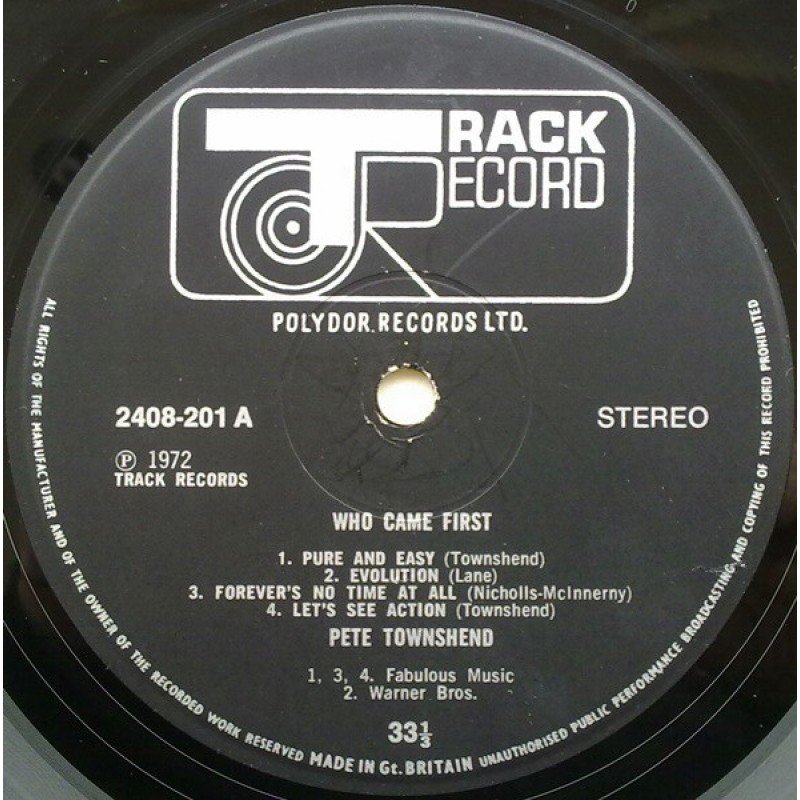 TRACK
RECORD
POLYDOR.RECORDS LTD.
2408-201 A
STEREO
℗ 1972
TRACK RECORDS
WHO CAME FIRST
1. PURE AND EASY (Townshend)
2. EVOLUTION (Lane)
3. FOREVER'S NO TIME AT ALL (Nicholls-McInnerny)
4. LET'S SEE ACTION (Townshend)
PETE TOWNSHEND
1, 3, 4. Fabulous Music
2. Warner Bros.
33⅓
ALL RIGHTS OF THE MANUFACTURER AND OF THE OWNER OF THE RECORDED WORK RESERVED MADE IN Gt. BRITAIN UNAUTHORISED PUBLIC PERFORMANCE BROADCASTING AND COPYING OF THIS RECORD PROHIBITED